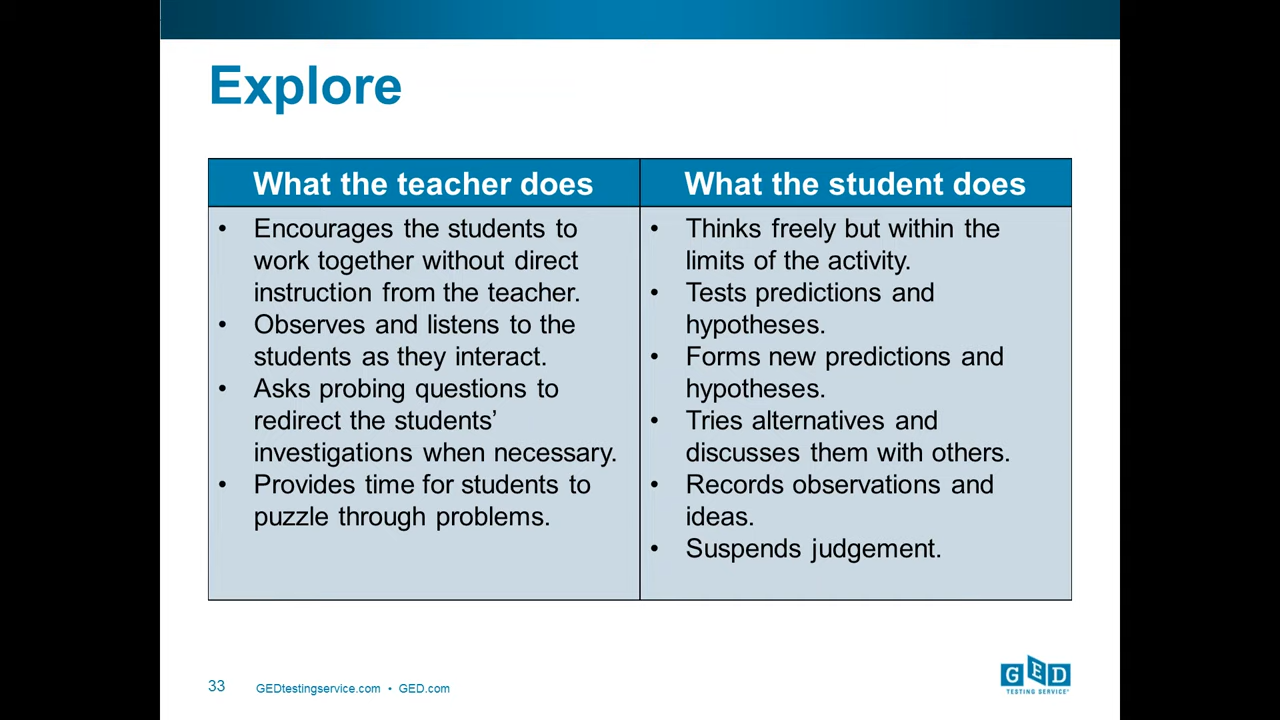 Explore
What the teacher does
What the student does
• Encourages the students to
work together without direct
instruction from the teacher.
• Observes and listens to the
students as they interact.
• Asks probing questions to
redirect the students’
investigations when necessary.
• Provides time for students to
puzzle through problems.
• Thinks freely but within the
limits of the activity.
• Tests predictions and
hypotheses.
• Forms new predictions and
hypotheses.
• Tries alternatives and
discusses them with others.
• Records observations and
ideas.
• Suspends judgement.
33
GEDtestingservice.com • GED.com
GED
TESTING SERVICE®